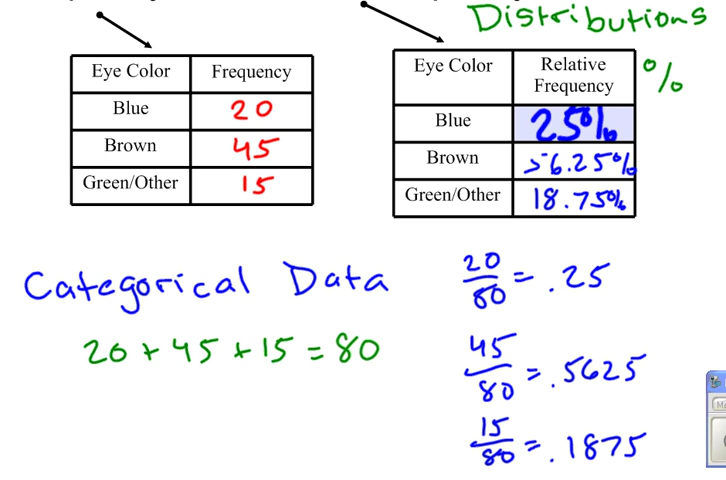 Distributions
Eye Color Frequency
Blue 20
Brown 45
Green/Other 15
Eye Color Relative Frequency %
Blue 25%
Brown 56.25%
Green/Other 18.75%
Categorical Data
20 + 45 + 15 = 80
20/80 = .25
45/80 = .5625
15/80 = .1875